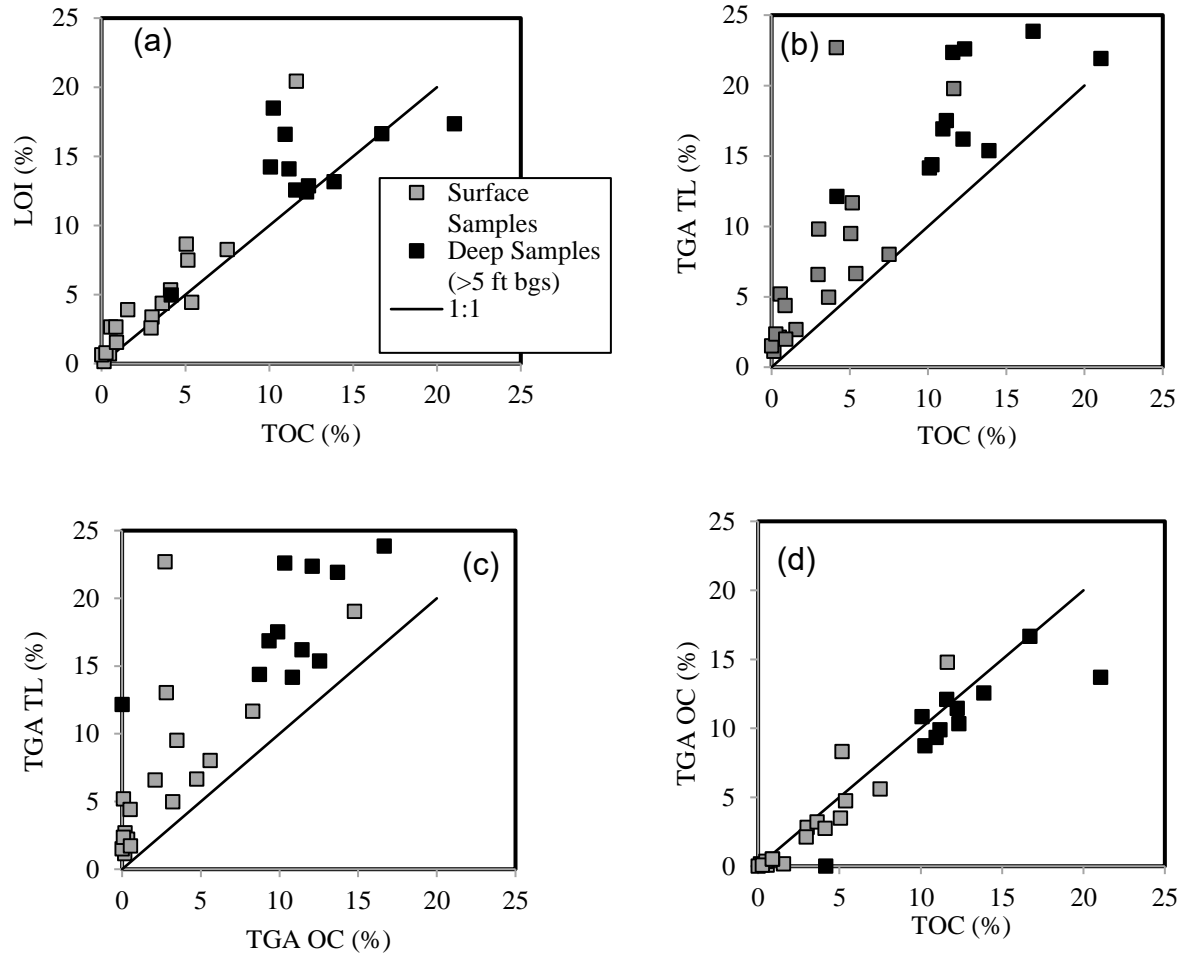 25
20
15
10
5
0
LOI (%)
(a)
0 5 10 15 20 25
TOC (%)
Surface
Samples
Deep Samples
(>5 ft bgs)
1:1
25
20
15
10
5
0
TGA TL (%)
(b)
0 5 10 15 20 25
TOC (%)
25
20
15
10
5
0
TGA TL (%)
(c)
0 5 10 15 20 25
TGA OC (%)
25
20
15
10
5
0
TGA OC (%)
(d)
0 5 10 15 20 25
TOC (%)